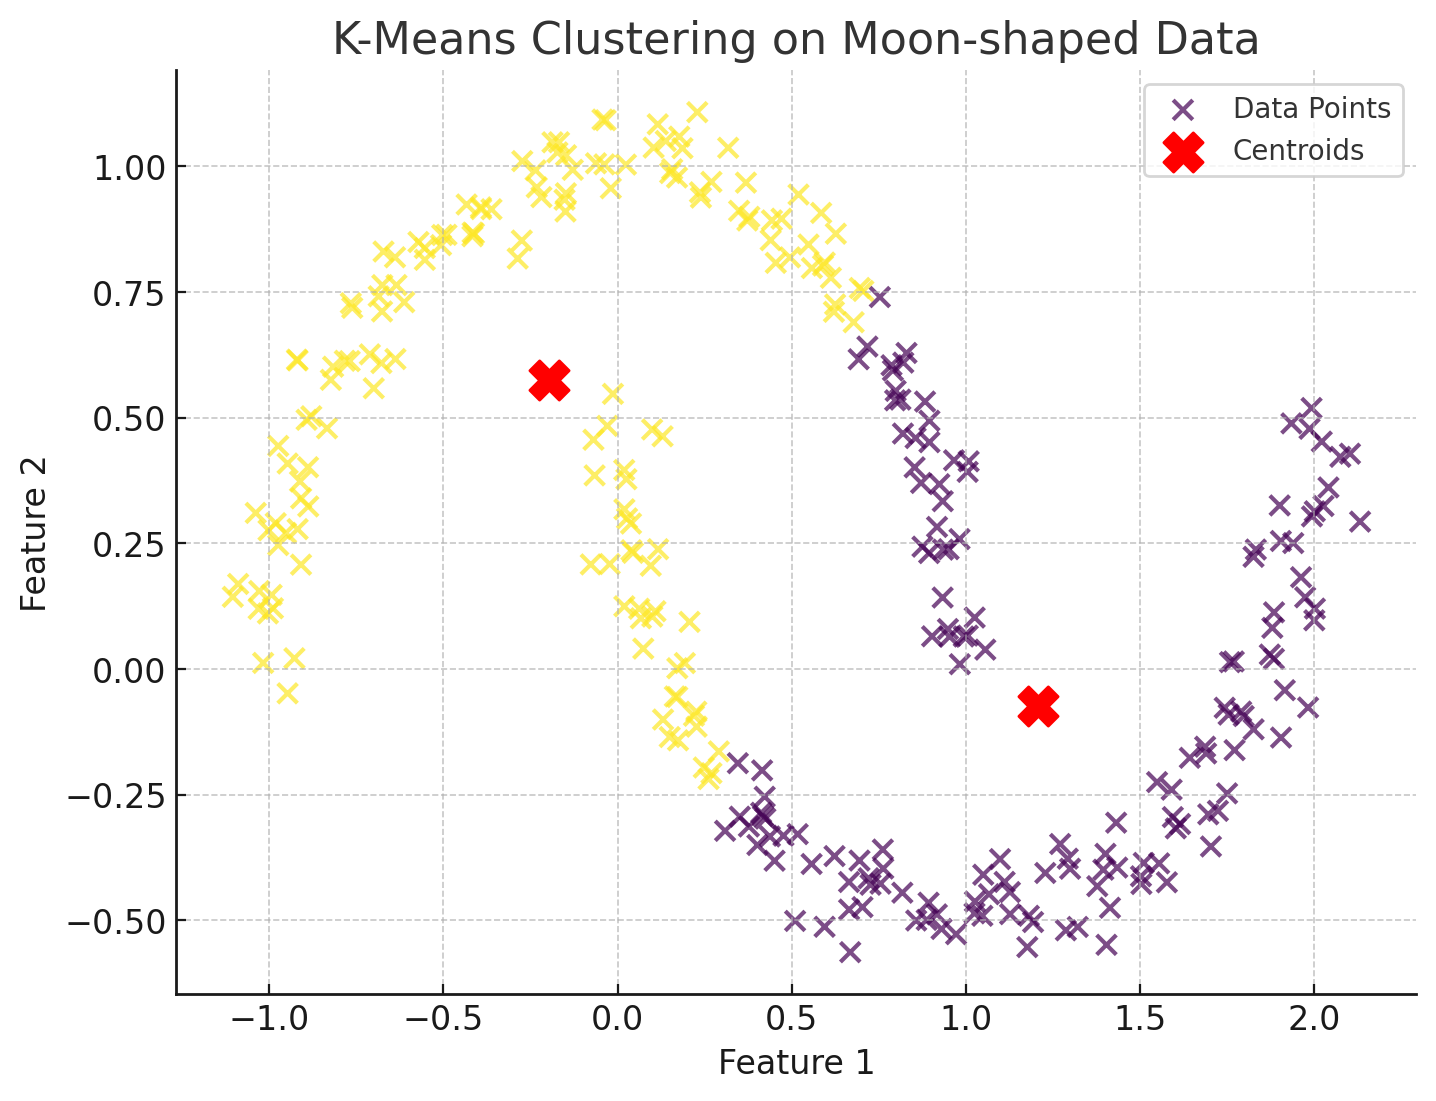 K-Means Clustering on Moon-shaped Data
Data Points
Centroids
Feature 2
1.00
0.75
0.50
0.25
0.00
−0.25
−0.50
−1.0 −0.5 0.0 0.5 1.0 1.5 2.0
Feature 1